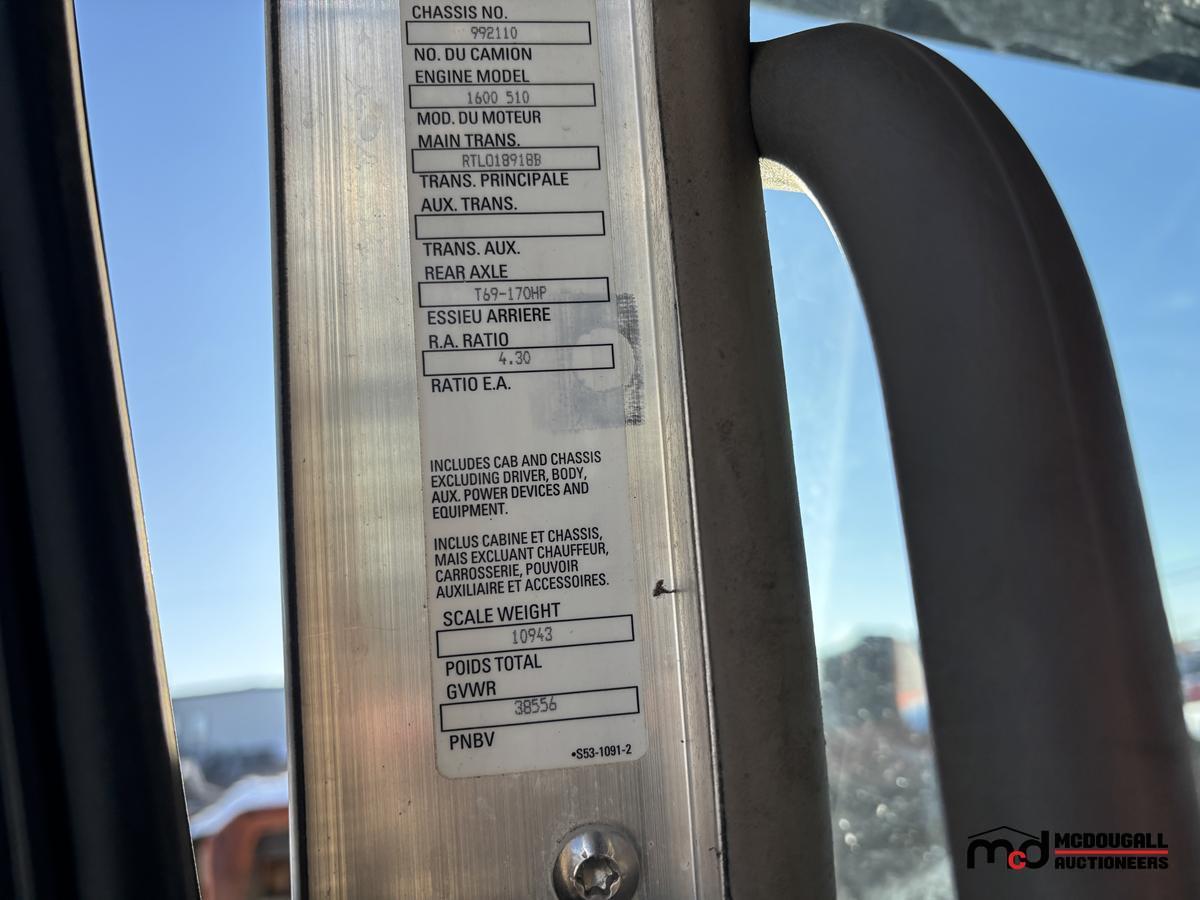 CHASSIS NO.
992110
NO. DU CAMION
ENGINE MODEL
1600 510
MOD. DU MOTEUR
MAIN TRANS.
RTLO18918B
TRANS. PRINCIPALE
AUX. TRANS.
TRANS. AUX.
REAR AXLE
T69-170HP
ESSIEU ARRIERE
R.A. RATIO
4.30
RATIO E.A.
INCLUDES CAB AND CHASSIS
EXCLUDING DRIVER, BODY,
AUX. POWER DEVICES AND
EQUIPMENT.
INCLUS CABINE ET CHASSIS,
MAIS EXCLUANT CHAUFFEUR,
CARROSSERIE, POUVOIR
AUXILIAIRE ET ACCESSOIRES.
SCALE WEIGHT
10943
POIDS TOTAL
GVWR
38556
PNBV
•S53-1091-2
mcd MCDOUGALL
AUCTIONEERS